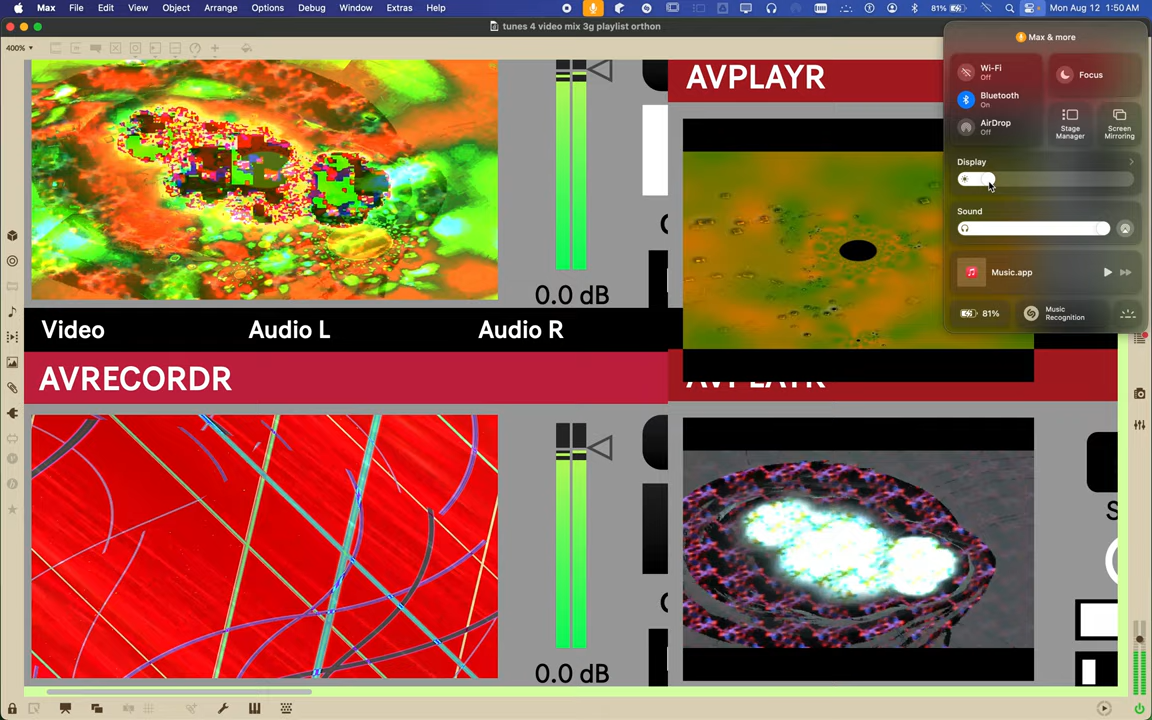 Max File Edit View Object Arrange Options Debug Window Extras Help 81% Mon Aug 12 1:50 AM
tunes 4 video mix 3g playlist orthon
400%
Max & more
Wi-Fi
Off
Focus
Bluetooth
On
AirDrop
Off
Stage
Manager
Screen
Mirroring
Display
Sound
Music.app
81%
Music
Recognition
AVPLAYR
0.0 dB
Video Audio L Audio R
AVRECORDR
AVPLAYR
0.0 dB